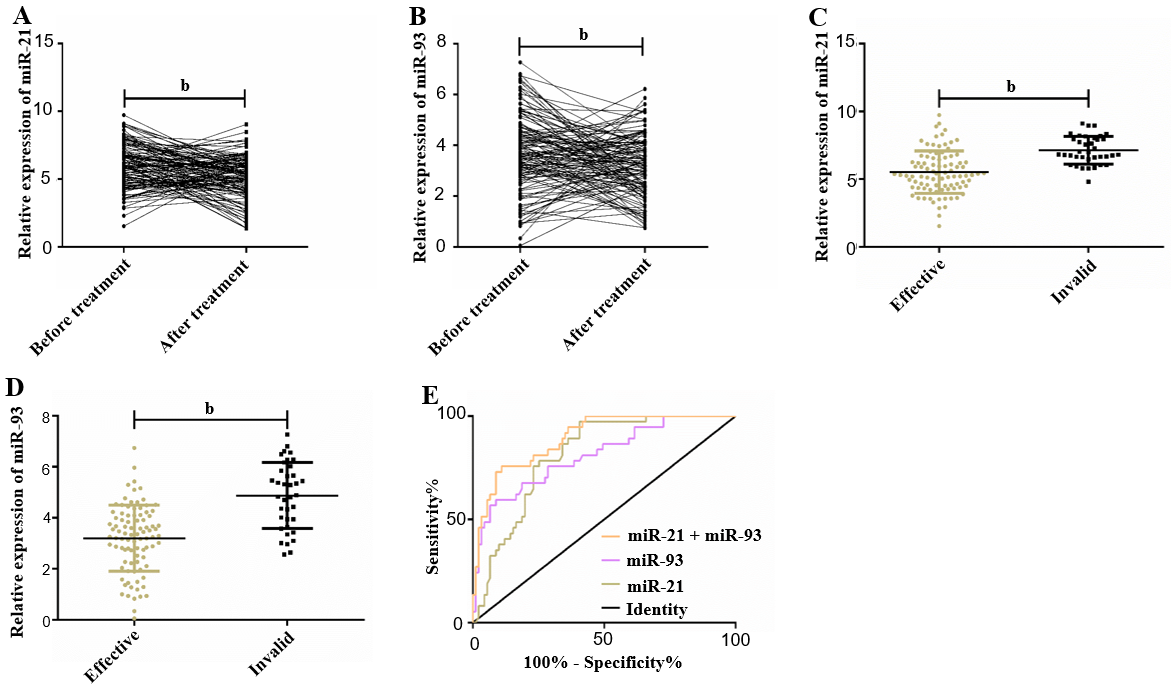 A
Relative expression of miR-21
15
10
5
0
b
Before treatment
After treatment
B
Relative expression of miR-93
8
6
4
2
0
b
Before treatment
After treatment
C
Relative expression of miR-21
15
10
5
0
b
Effective
Invalid
D
Relative expression of miR-93
8
6
4
2
0
b
Effective
Invalid
E
Sensitivity%
100
50
0
miR-21 + miR-93
miR-93
miR-21
Identity
0
50
100
100% - Specificity%